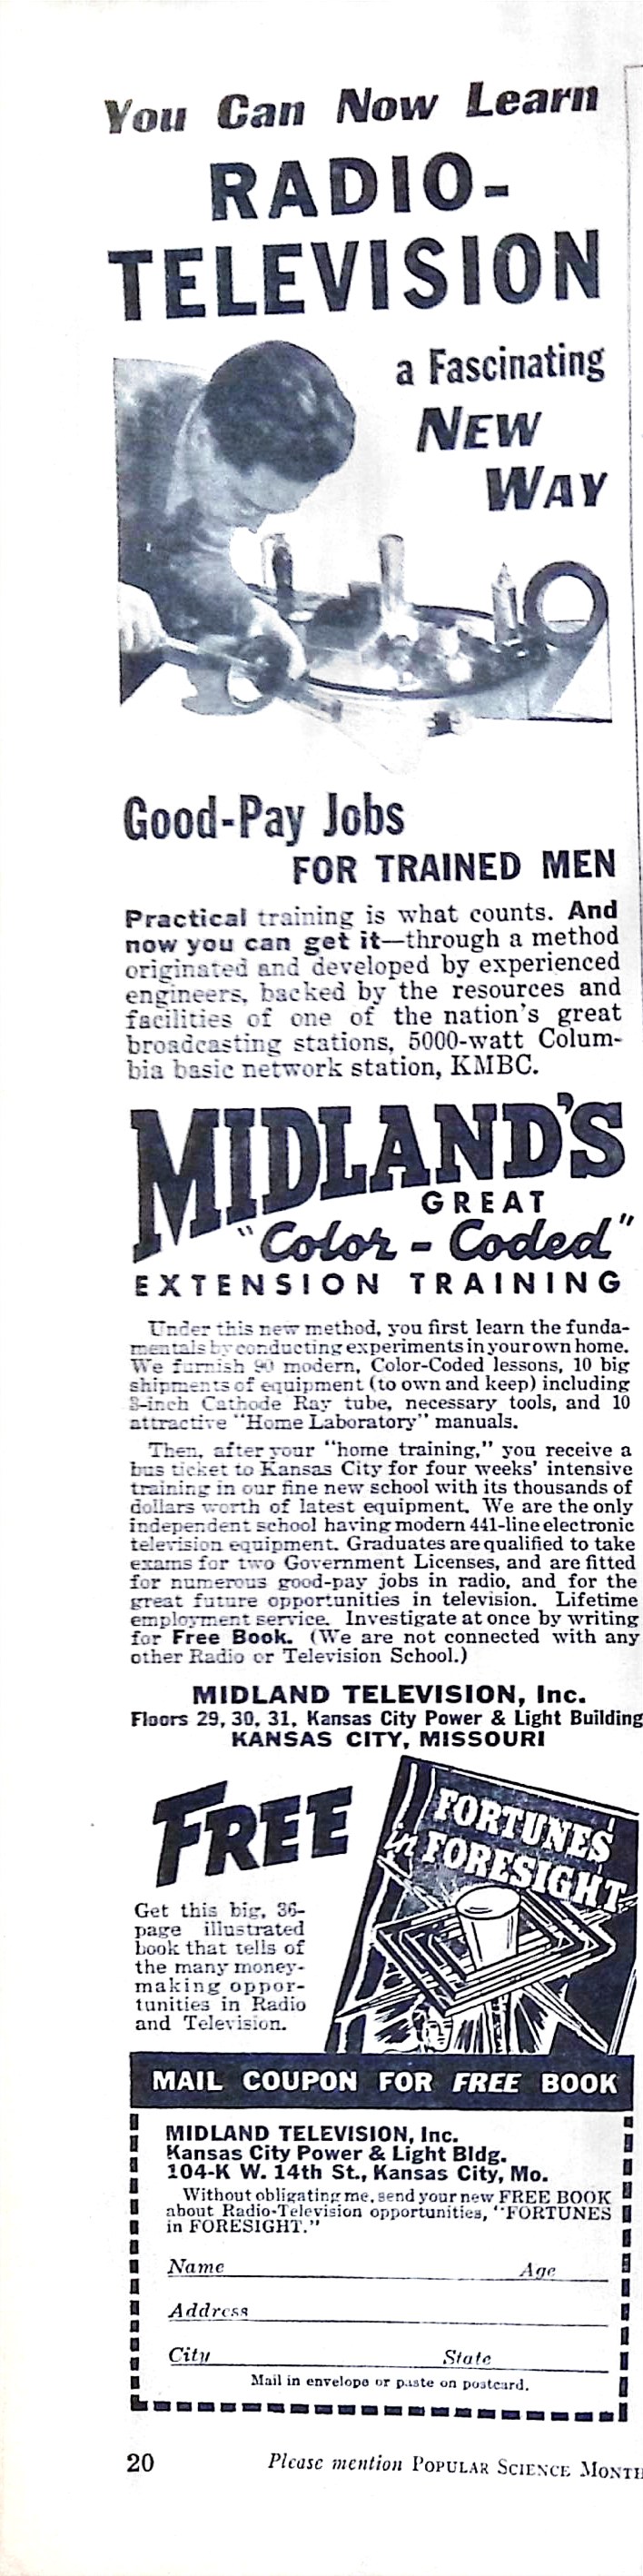 You Can Now Learn
RADIO-
TELEVISION
a Fascinating
NEW
WAY
Good-Pay Jobs
FOR TRAINED MEN
Practical training is what counts. And
now you can get it—through a method
originated and developed by experienced
engineers, backed by the resources and
facilities of one of the nation's great
broadcasting stations, 5000-watt Colum-
bia basic network station, KMBC.
MIDLAND'S
GREAT
"Color - Coded"
EXTENSION TRAINING
Under this new method, you first learn the funda-
mentals by conducting experiments in your own home.
We furnish 90 modern, Color-Coded lessons, 10 big
shipments of equipment (to own and keep) including
3-inch Cathode Ray tube, necessary tools, and 10
attractive "Home Laboratory" manuals.
Then, after your "home training," you receive a
bus ticket to Kansas City for four weeks' intensive
training in our fine new school with its thousands of
dollars worth of latest equipment. We are the only
independent school having modern 441-line electronic
television equipment. Graduates are qualified to take
exams for two Government Licenses, and are fitted
for numerous good-pay jobs in radio, and for the
great future opportunities in television. Lifetime
employment service. Investigate at once by writing
for Free Book. (We are not connected with any
other Radio or Television School.)
MIDLAND TELEVISION, Inc.
Floors 29, 30, 31, Kansas City Power & Light Building
KANSAS CITY, MISSOURI
FREE
FORTUNES
in FORESIGHT
Get this big, 36-
page illustrated
book that tells of
the many money-
making oppor-
tunities in Radio
and Television.
MAIL COUPON FOR FREE BOOK
MIDLAND TELEVISION, Inc.
Kansas City Power & Light Bldg.
104-K W. 14th St., Kansas City, Mo.
Without obligating me, send your new FREE BOOK
about Radio-Television opportunities, "FORTUNES
in FORESIGHT."
Name Age
Address
City State
Mail in envelope or paste on postcard.
20 Please mention POPULAR SCIENCE MONTH